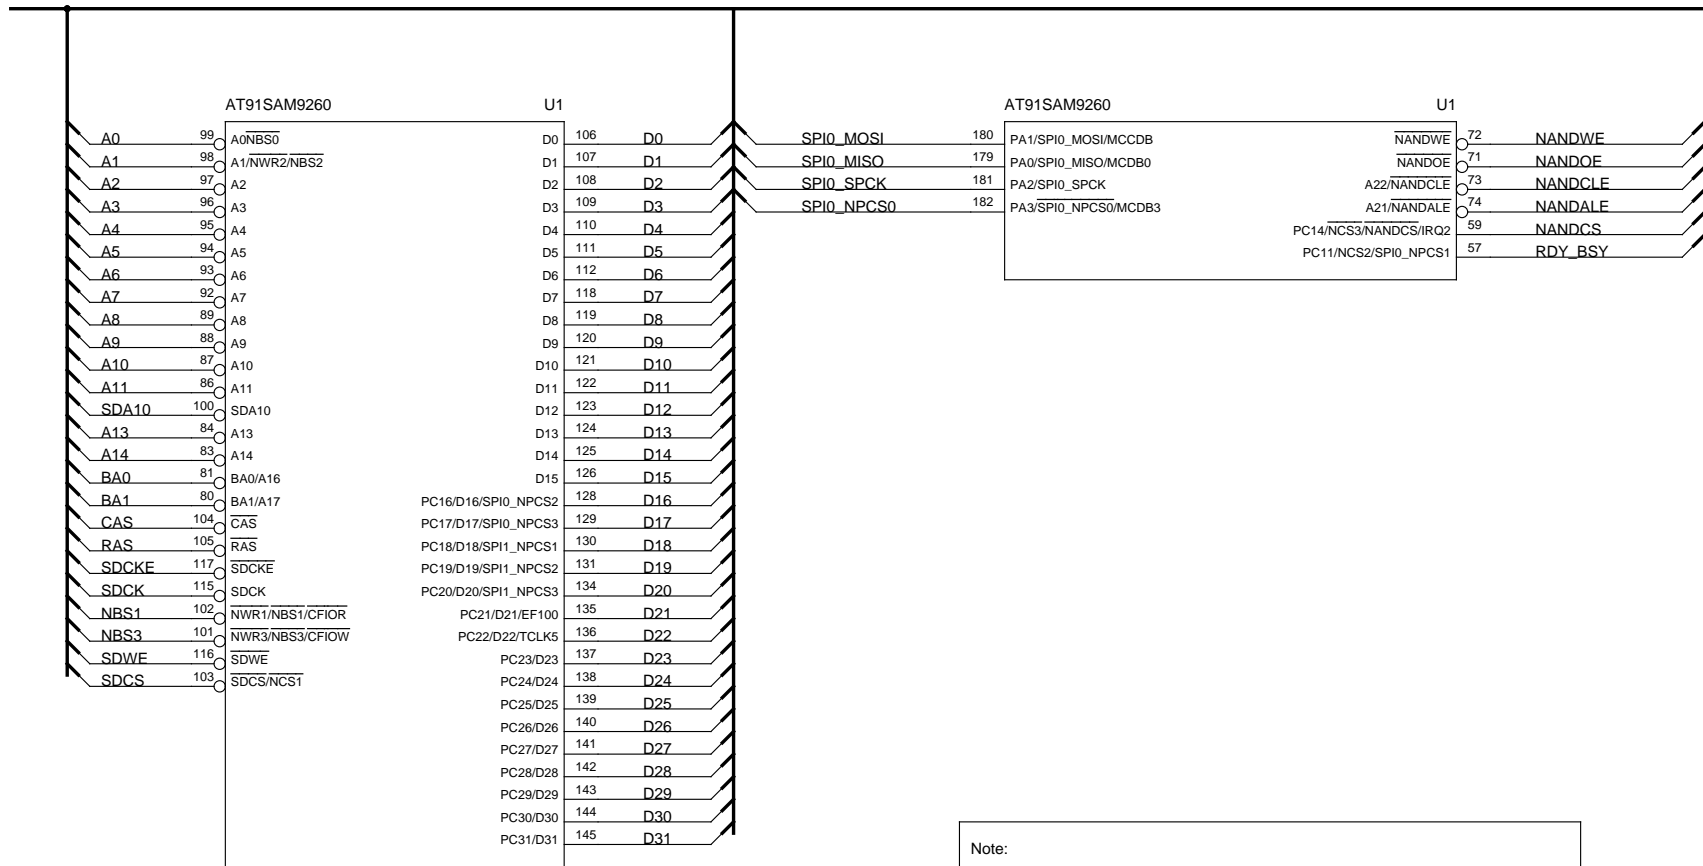 AT91SAM9260 U1
A0 99 A0NBS0 D0 106 D0
A1 98 A1/NWR2/NBS2 D1 107 D1
A2 97 A2 D2 108 D2
A3 96 A3 D3 109 D3
A4 95 A4 D4 110 D4
A5 94 A5 D5 111 D5
A6 93 A6 D6 112 D6
A7 92 A7 D7 118 D7
A8 89 A8 D8 119 D8
A9 88 A9 D9 120 D9
A10 87 A10 D10 121 D10
A11 86 A11 D11 122 D11
SDA10 100 SDA10 D12 123 D12
A13 84 A13 D13 124 D13
A14 83 A14 D14 125 D14
BA0 81 BA0/A16 D15 126 D15
BA1 80 BA1/A17 PC16/D16/SPI0_NPCS2 128 D16
CAS 104 CAS PC17/D17/SPI0_NPCS3 129 D17
RAS 105 RAS PC18/D18/SPI1_NPCS1 130 D18
SDCKE 117 SDCKE PC19/D19/SPI1_NPCS2 131 D19
SDCK 115 SDCK PC20/D20/SPI1_NPCS3 134 D20
NBS1 102 NWR1/NBS1/CFIOR PC21/D21/EF100 135 D21
NBS3 101 NWR3/NBS3/CFIOW PC22/D22/TCLK5 136 D22
SDWE 116 SDWE PC23/D23 137 D23
SDCS 103 SDCS/NCS1 PC24/D24 138 D24
PC25/D25 139 D25
PC26/D26 140 D26
PC27/D27 141 D27
PC28/D28 142 D28
PC29/D29 143 D29
PC30/D30 144 D30
PC31/D31 145 D31
AT91SAM9260 U1
SPI0_MOSI 180 PA1/SPI0_MOSI/MCCDB NANDWE 72 NANDWE
SPI0_MISO 179 PA0/SPI0_MISO/MCDB0 NANDOE 71 NANDOE
SPI0_SPCK 181 PA2/SPI0_SPCK A22/NANDCLE 73 NANDCLE
SPI0_NPCS0 182 PA3/SPI0_NPCS0/MCDB3 A21/NANDALE 74 NANDALE
PC14/NCS3/NANDCS/IRQ2 59 NANDCS
PC11/NCS2/SPI0_NPCS1 57 RDY_BSY
Note: